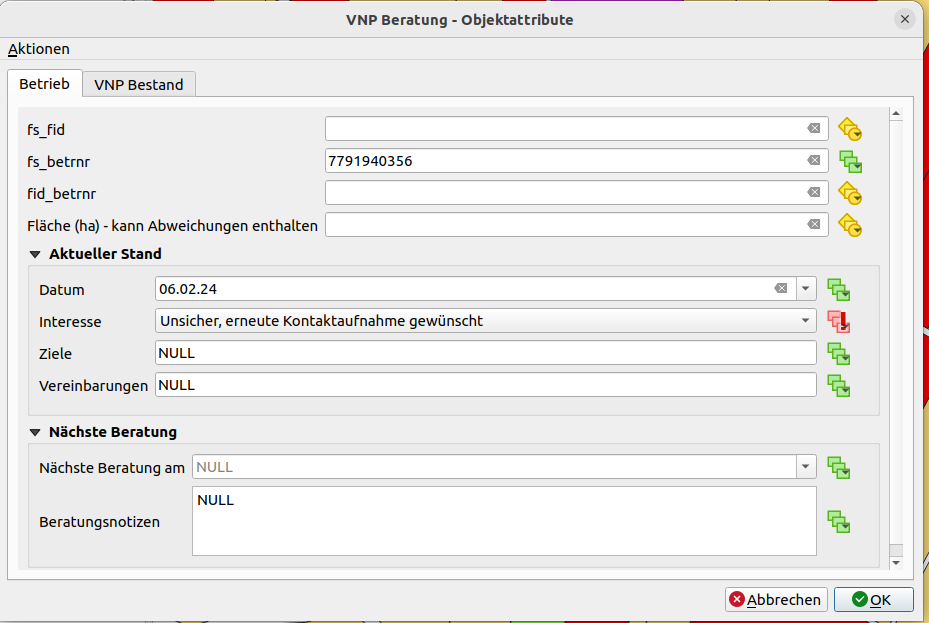 VNP Beratung - Objektattribute
Aktionen
Betrieb VNP Bestand
fs_fid
fs_betrnr 7791940356
fid_betrnr
Fläche (ha) - kann Abweichungen enthalten
Aktueller Stand
Datum 06.02.24
Interesse Unsicher, erneute Kontaktaufnahme gewünscht
Ziele NULL
Vereinbarungen NULL
Nächste Beratung
Nächste Beratung am NULL
NULL
Beratungsnotizen
Abbrechen OK